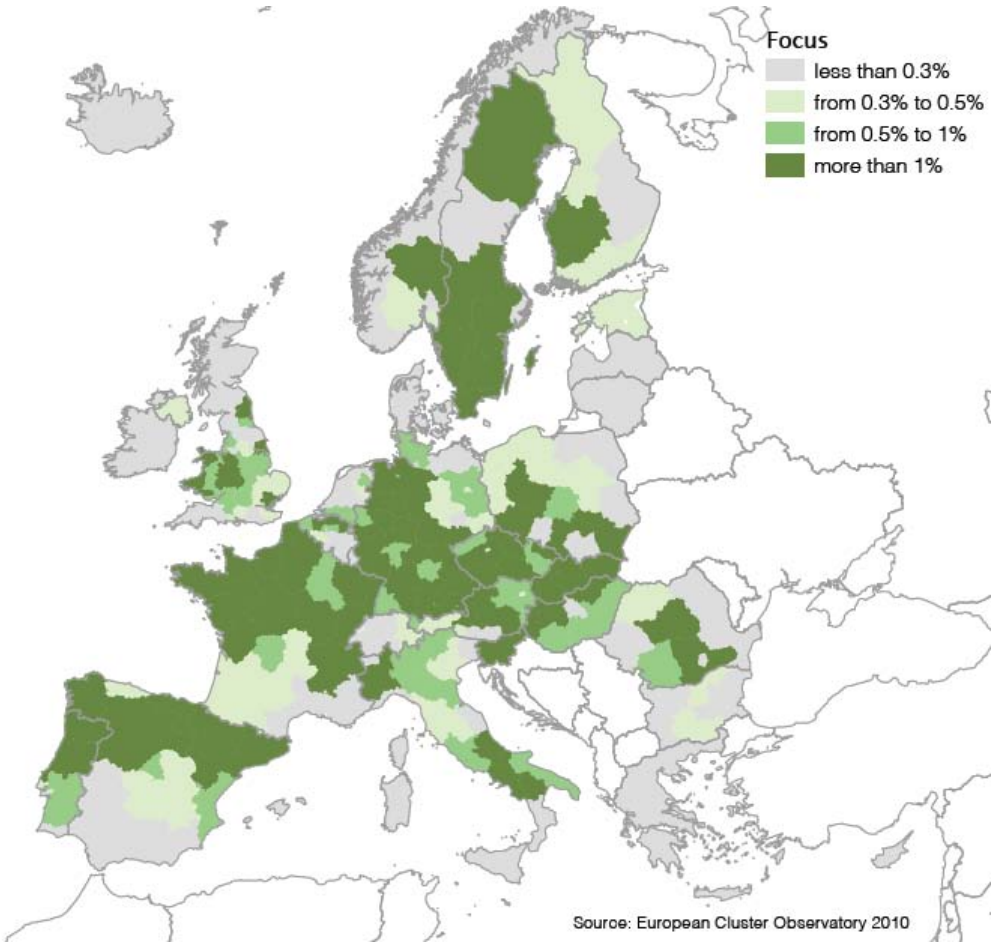 Focus
less than 0.3%
from 0.3% to 0.5%
from 0.5% to 1%
more than 1%
Source: European Cluster Observatory 2010